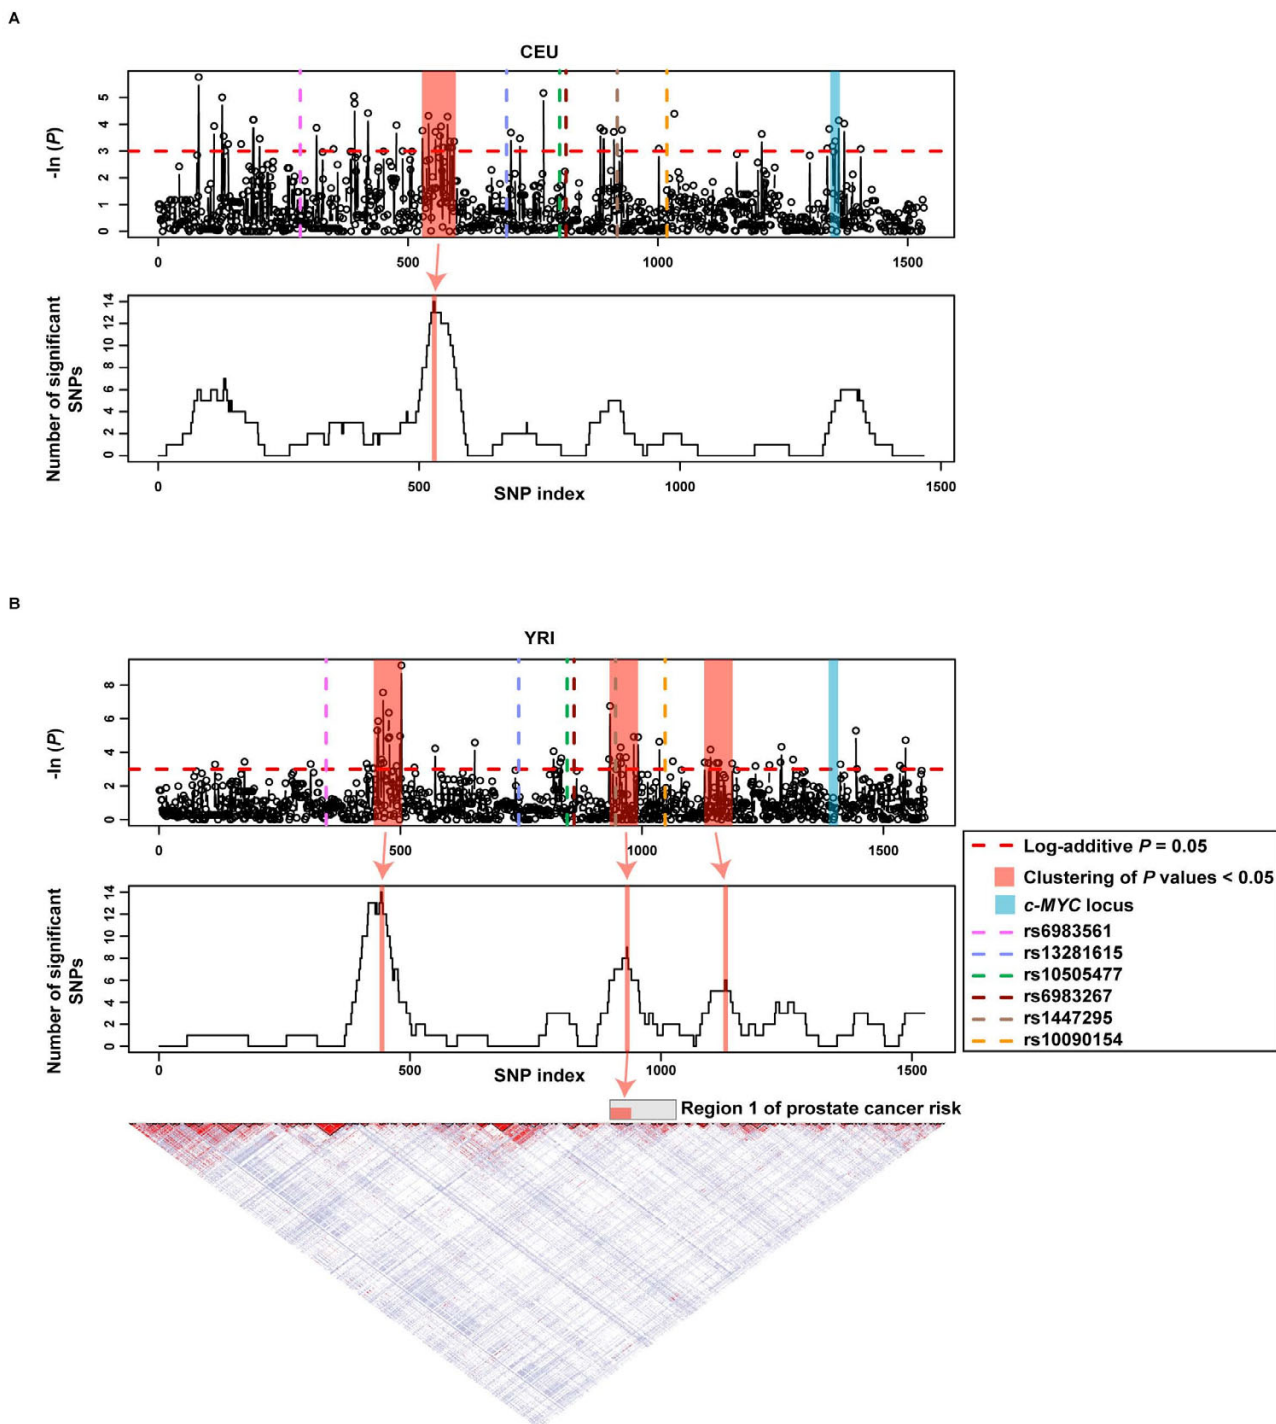 A
CEU
-ln (P)
5
4
3
2
1
0
0 500 1000 1500
Number of significant
SNPs
14
12
10
8
6
4
2
0
0 500 1000 1500
SNP index
B
YRI
-ln (P)
8
6
4
2
0
0 500 1000 1500
Number of significant
SNPs
14
12
10
8
6
4
2
0
0 500 1000 1500
SNP index
Log-additive P = 0.05
Clustering of P values < 0.05
c-MYC locus
rs6983561
rs13281615
rs10505477
rs6983267
rs1447295
rs10090154
Region 1 of prostate cancer risk